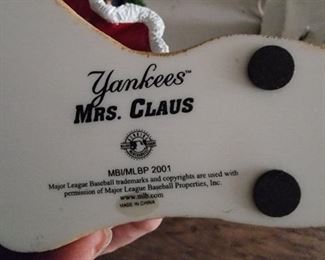 Yankees™
MRS. CLAUS
MBI/MLBP 2001
Major League Baseball trademarks and copyrights are used with
permission of Major League Baseball Properties, Inc.
www.mlb.com
MADE IN CHINA